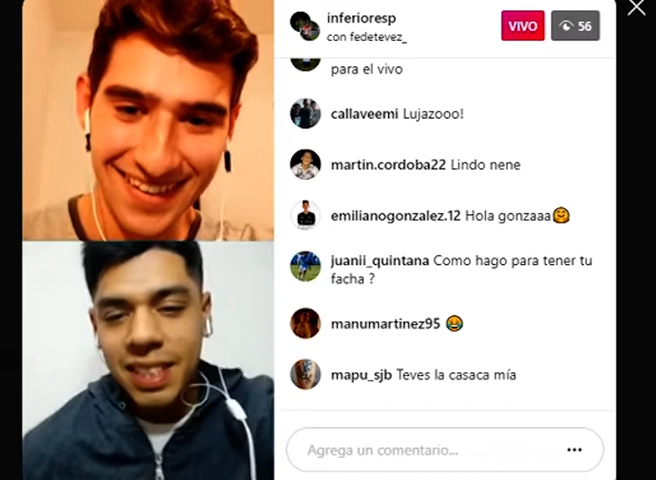 inferioresp
con fedetevez_
VIVO
56
para el vivo
callaveemi Lujazooo!
martin.cordoba22 Lindo nene
emilianogonzalez.12 Hola gonzaaa🤗
juanii_quintana Como hago para tener tu
facha ?
manumartinez95 😂
mapu_sjb Teves la casaca mía
Agrega un comentario...